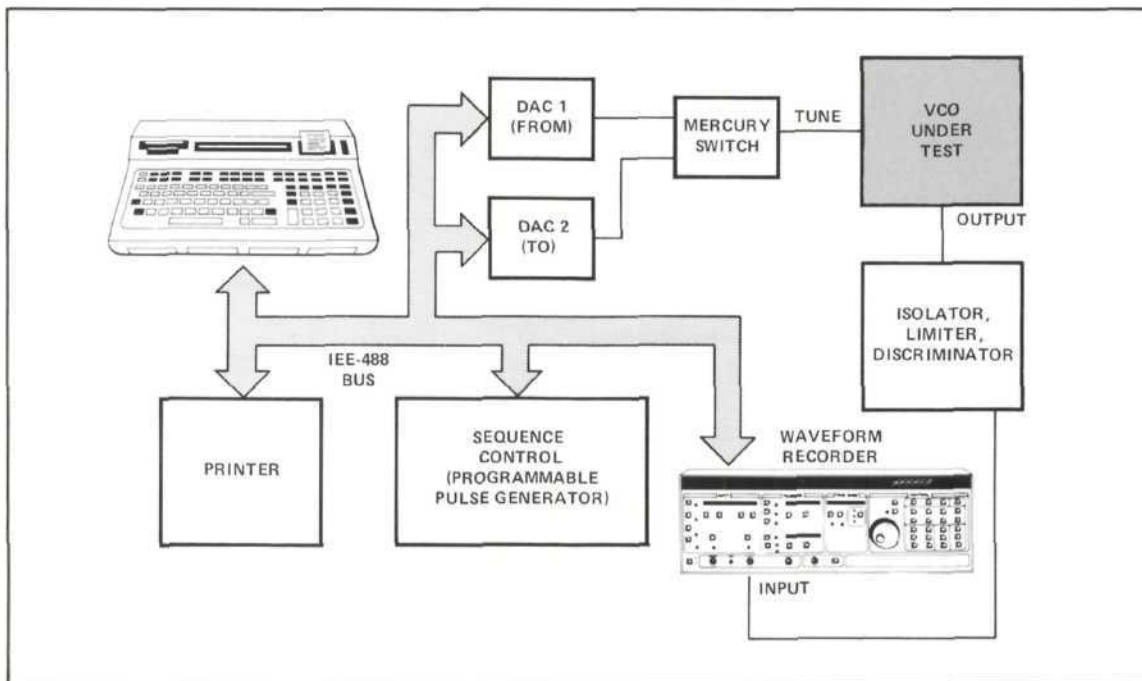 DAC 1
(FROM)
MERCURY
SWITCH
TUNE
VCO
UNDER
TEST
DAC 2
(TO)
OUTPUT
ISOLATOR,
LIMITER,
DISCRIMINATOR
IEE-488
BUS
PRINTER
SEQUENCE
CONTROL
(PROGRAMMABLE
PULSE GENERATOR)
WAVEFORM
RECORDER
INPUT